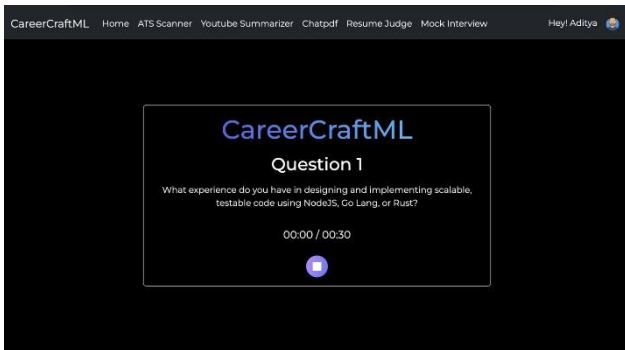 CareerCraftML Home ATS Scanner Youtube Summarizer Chatpdf Resume Judge Mock Interview Hey! Aditya
CareerCraftML
Question 1
What experience do you have in designing and implementing scalable,
testable code using NodeJS, Go Lang, or Rust?
00:00 / 00:30